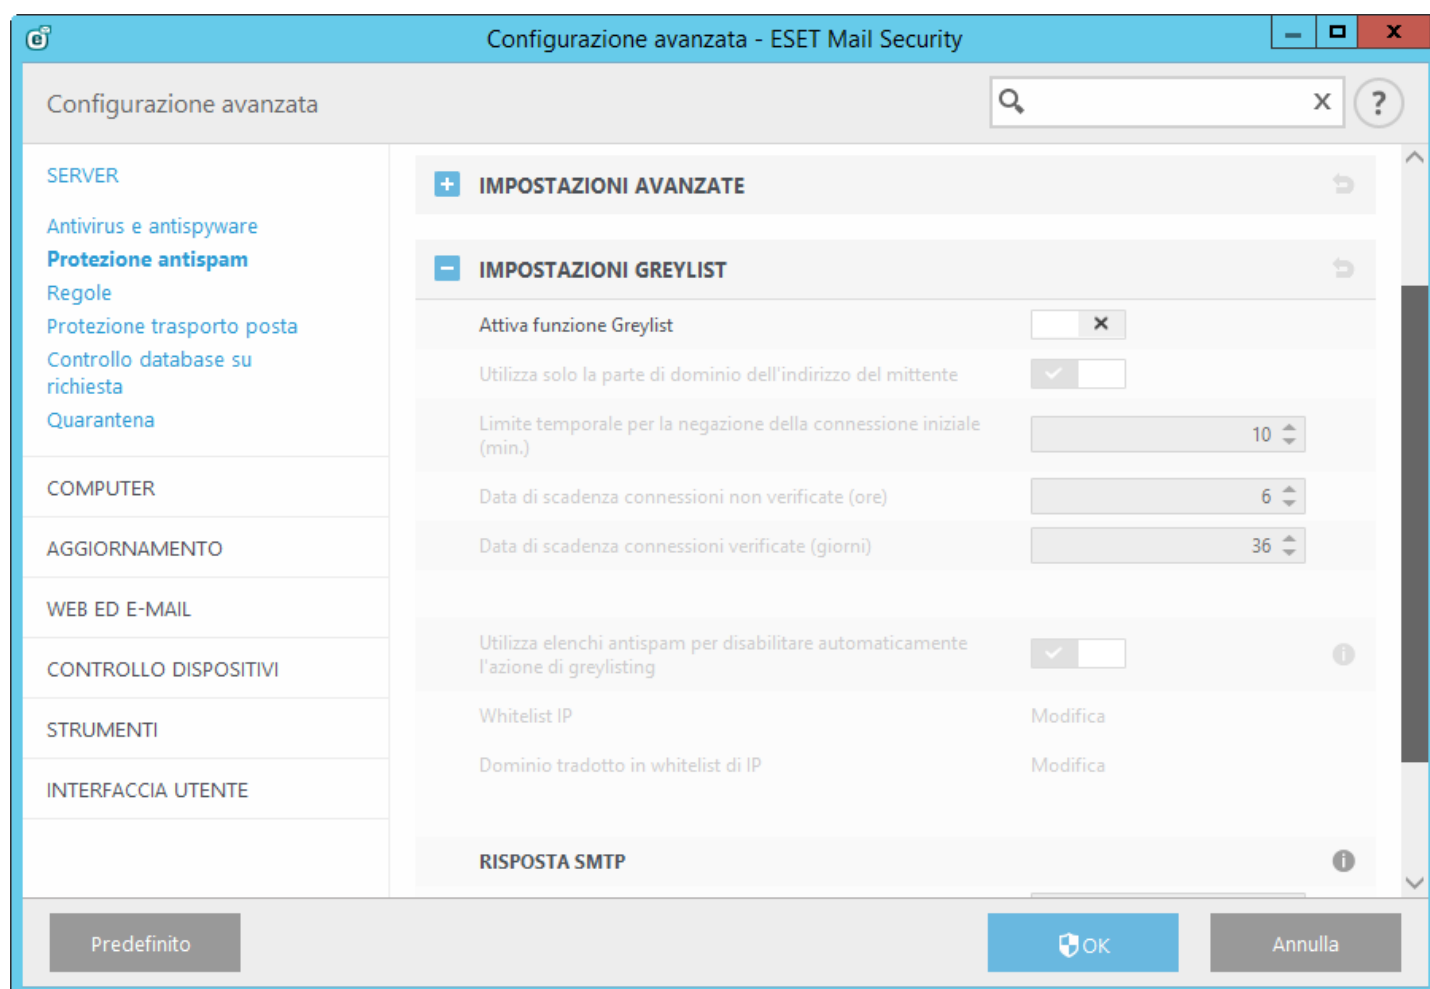 Configurazione avanzata - ESET Mail Security
Configurazione avanzata
SERVER
Antivirus e antispyware
Protezione antispam
Regole
Protezione trasporto posta
Controllo database su
richiesta
Quarantena
COMPUTER
AGGIORNAMENTO
WEB ED E-MAIL
CONTROLLO DISPOSITIVI
STRUMENTI
INTERFACCIA UTENTE
IMPOSTAZIONI AVANZATE
IMPOSTAZIONI GREYLIST
Attiva funzione Greylist
Utilizza solo la parte di dominio dell'indirizzo del mittente
Limite temporale per la negazione della connessione iniziale
(min.)
10
Data di scadenza connessioni non verificate (ore)
6
Data di scadenza connessioni verificate (giorni)
36
Utilizza elenchi antispam per disabilitare automaticamente
l'azione di greylisting
Whitelist IP
Modifica
Dominio tradotto in whitelist di IP
Modifica
RISPOSTA SMTP
Predefinito
OK
Annulla